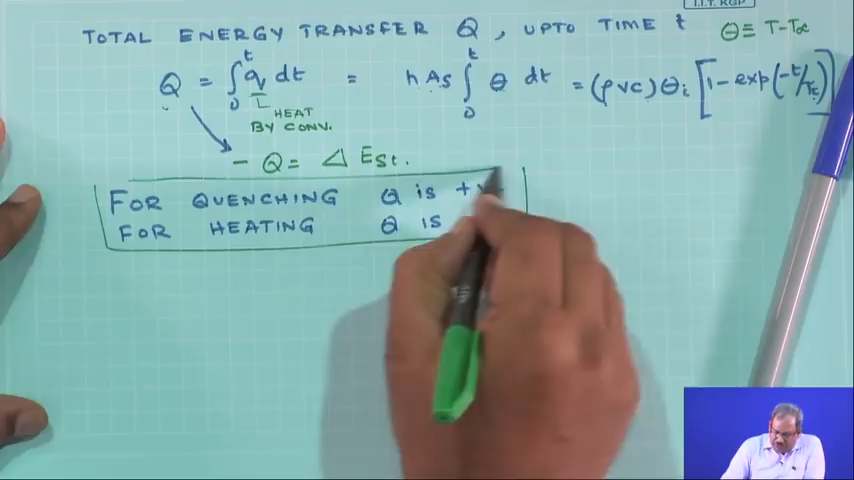 I.I.T. KGP
TOTAL ENERGY TRANSFER Q, UPTO TIME t
θ ≡ T-T∞
Q = ∫₀ᵗ q dt = hAs ∫₀ᵗ θ dt = (ρVC)θi [1 - exp(-t/τt)]
HEAT
BY CONV.
- Q = Δ ESt.
FOR QUENCHING Q is +v
FOR HEATING Q is